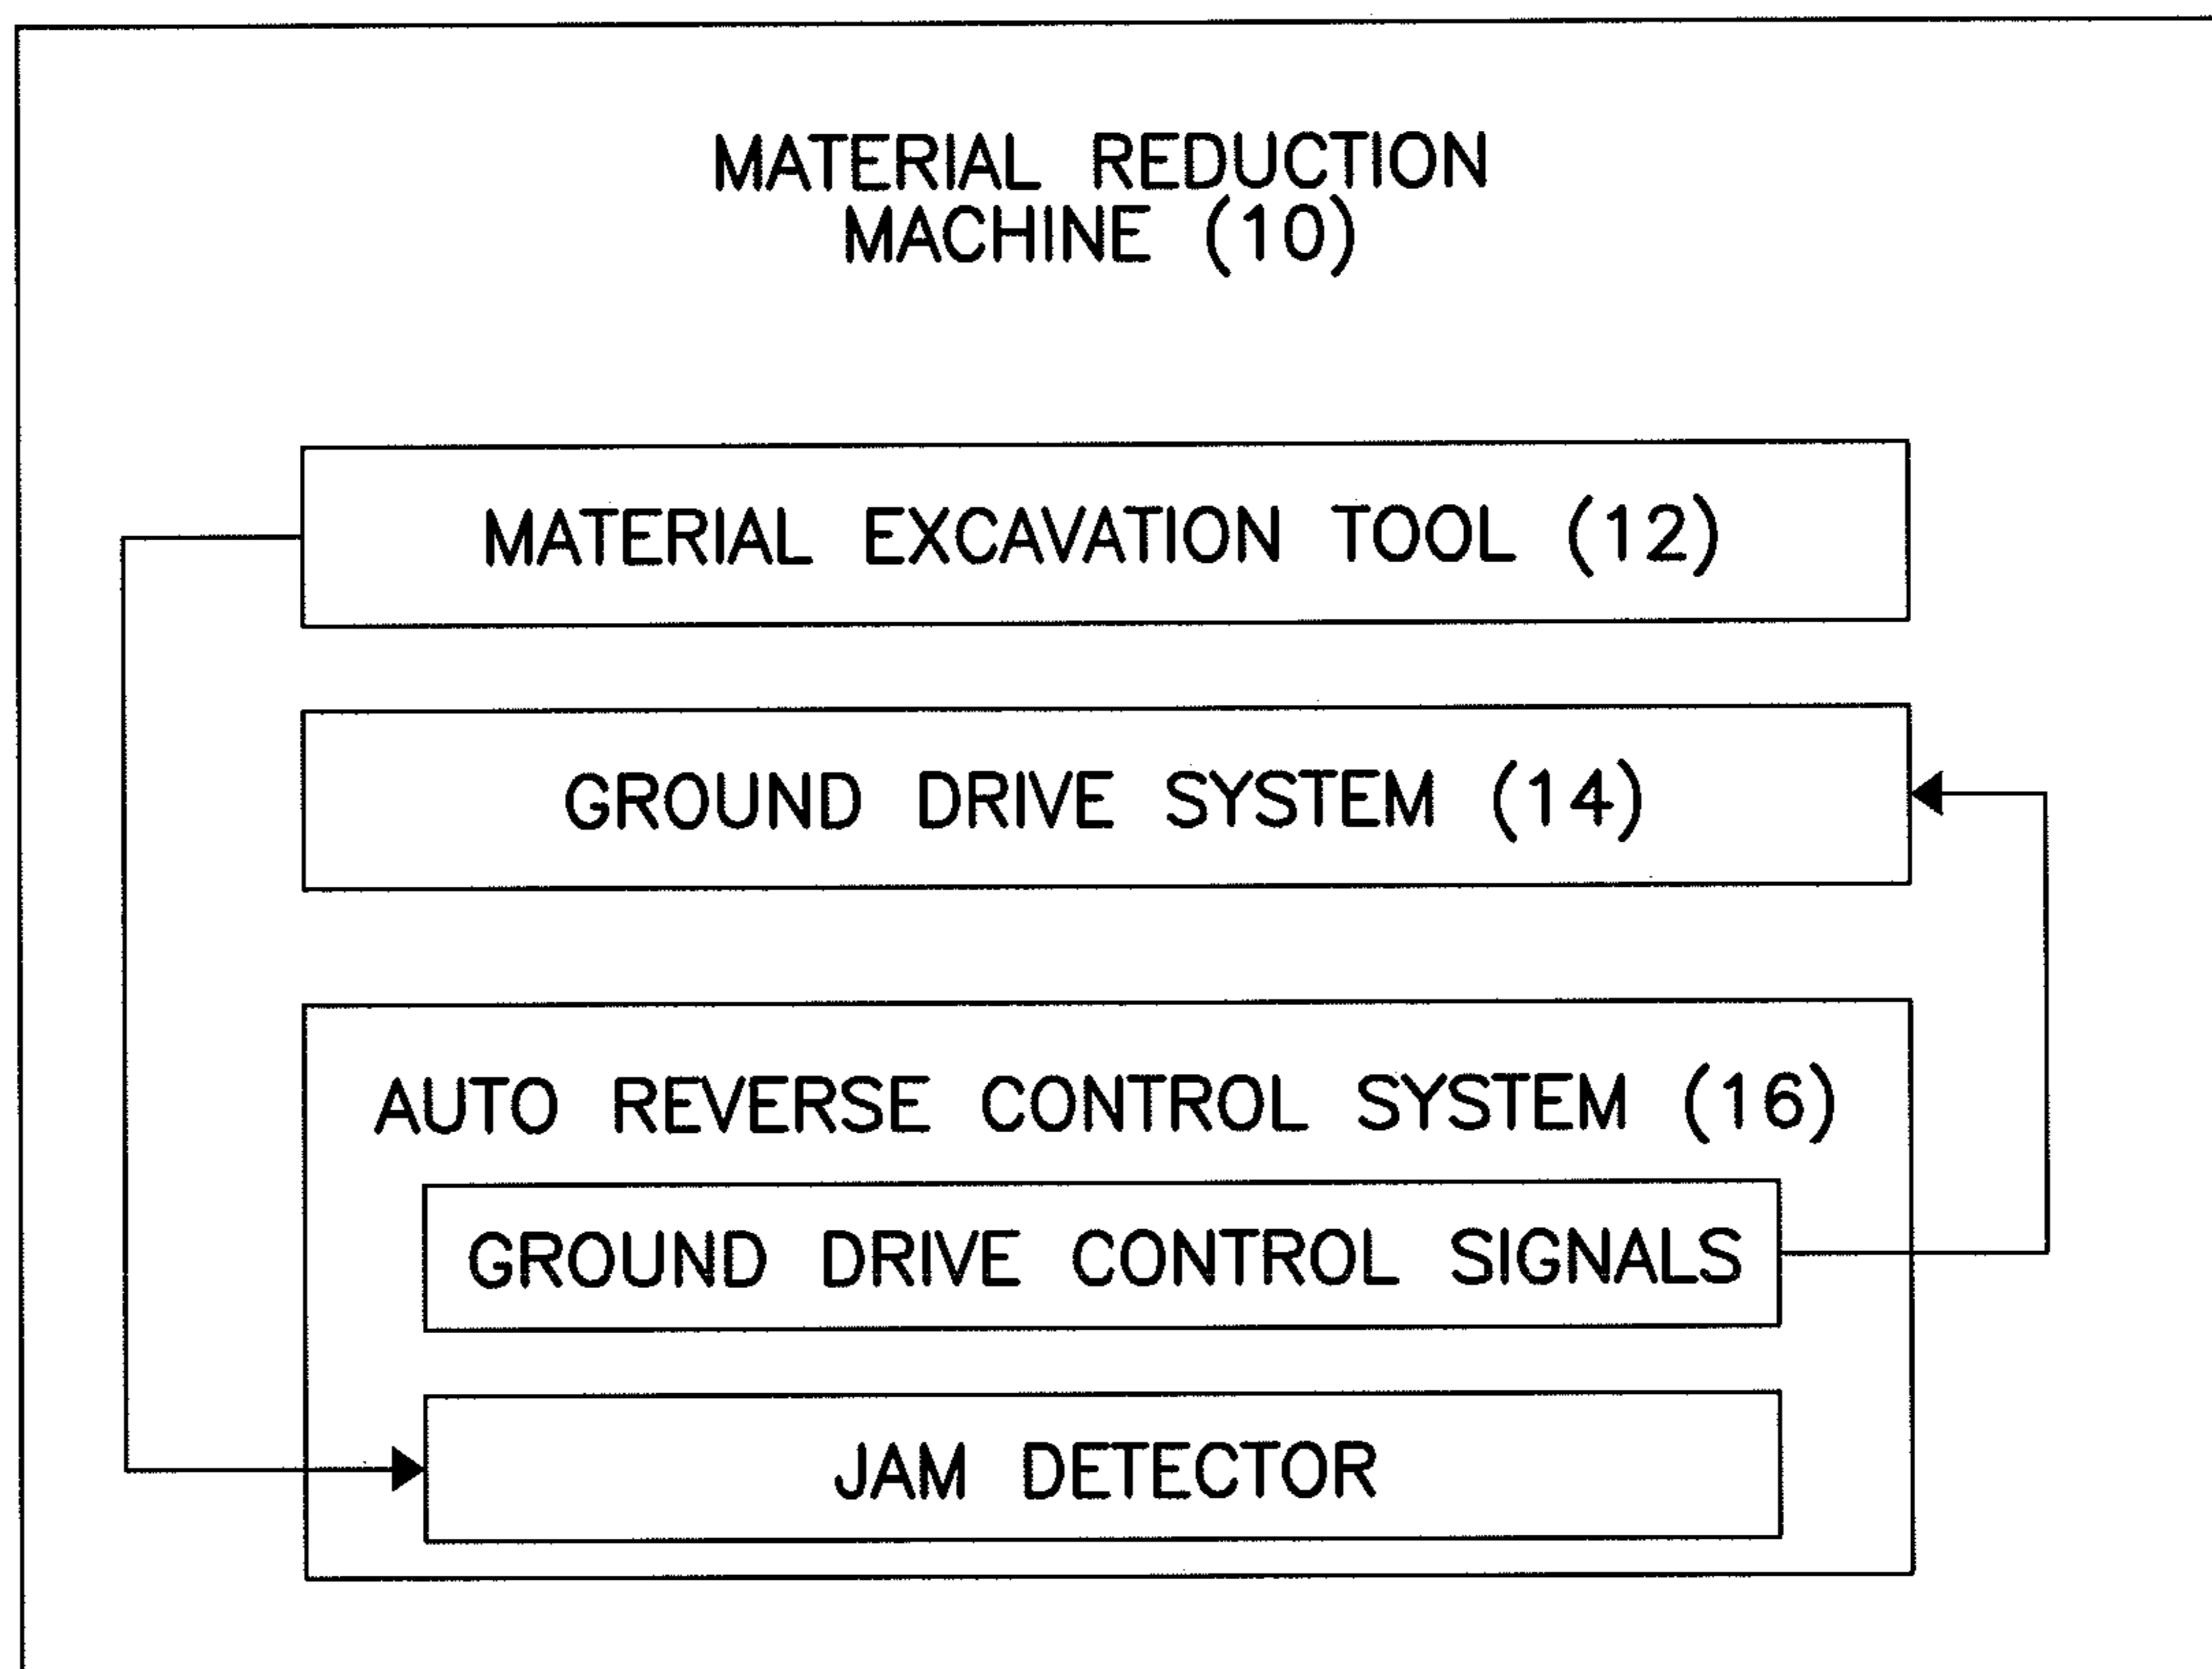 MATERIAL REDUCTION
MACHINE (10)
MATERIAL EXCAVATION TOOL (12)
GROUND DRIVE SYSTEM (14)
AUTO REVERSE CONTROL SYSTEM (16)
GROUND DRIVE CONTROL SIGNALS
JAM DETECTOR